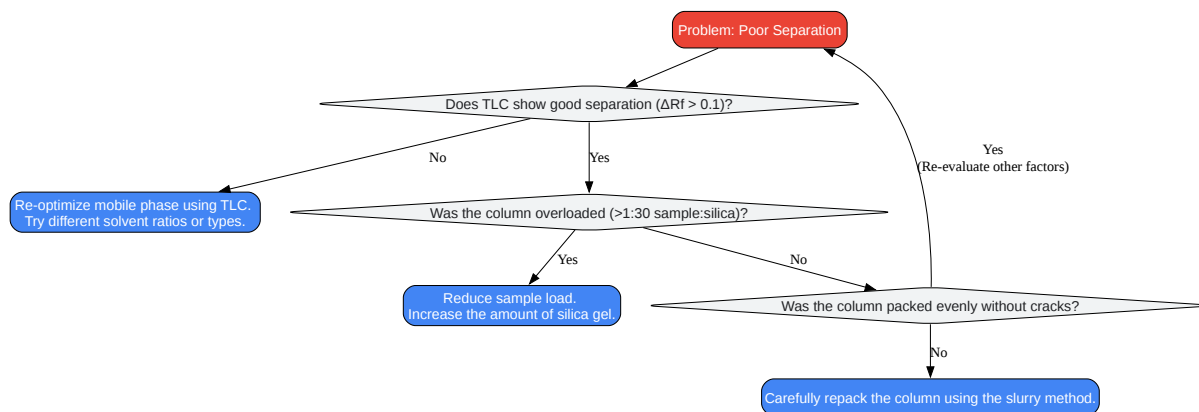 Problem: Poor Separation
Does TLC show good separation (ΔRf > 0.1)?
No
Yes
Yes
(Re-evaluate other factors)
Re-optimize mobile phase using TLC.
Try different solvent ratios or types.
Was the column overloaded (>1:30 sample:silica)?
Yes
No
Reduce sample load.
Increase the amount of silica gel.
Was the column packed evenly without cracks?
No
Carefully repack the column using the slurry method.